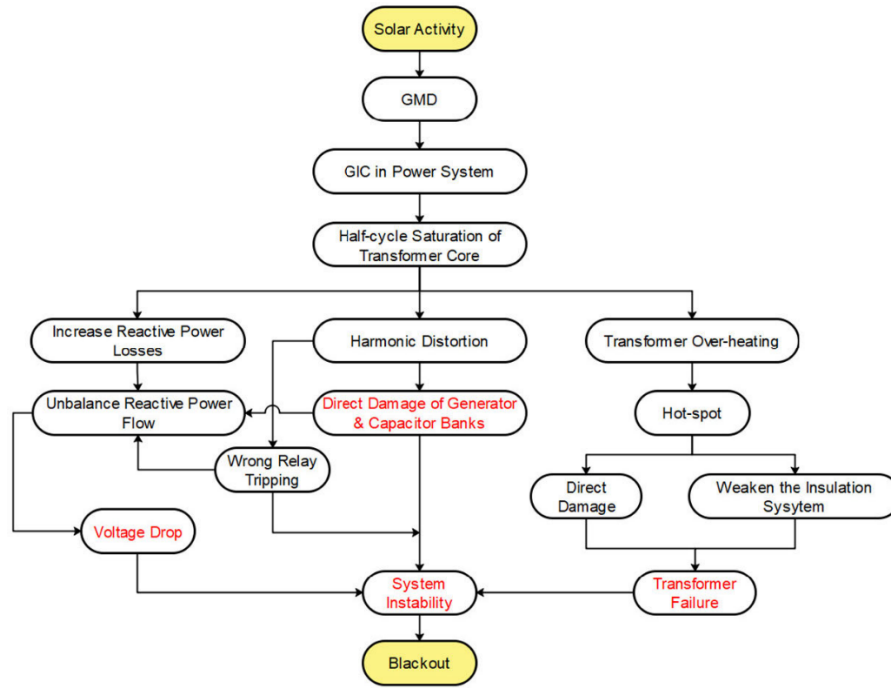 Solar Activity
GMD
GIC in Power System
Half-cycle Saturation of
Transformer Core
Increase Reactive Power
Losses
Harmonic Distortion
Transformer Over-heating
Unbalance Reactive Power
Flow
Direct Damage of Generator
& Capacitor Banks
Hot-spot
Wrong Relay
Tripping
Direct
Damage
Weaken the Insulation
Sysytem
Voltage Drop
System
Instability
Transformer
Failure
Blackout